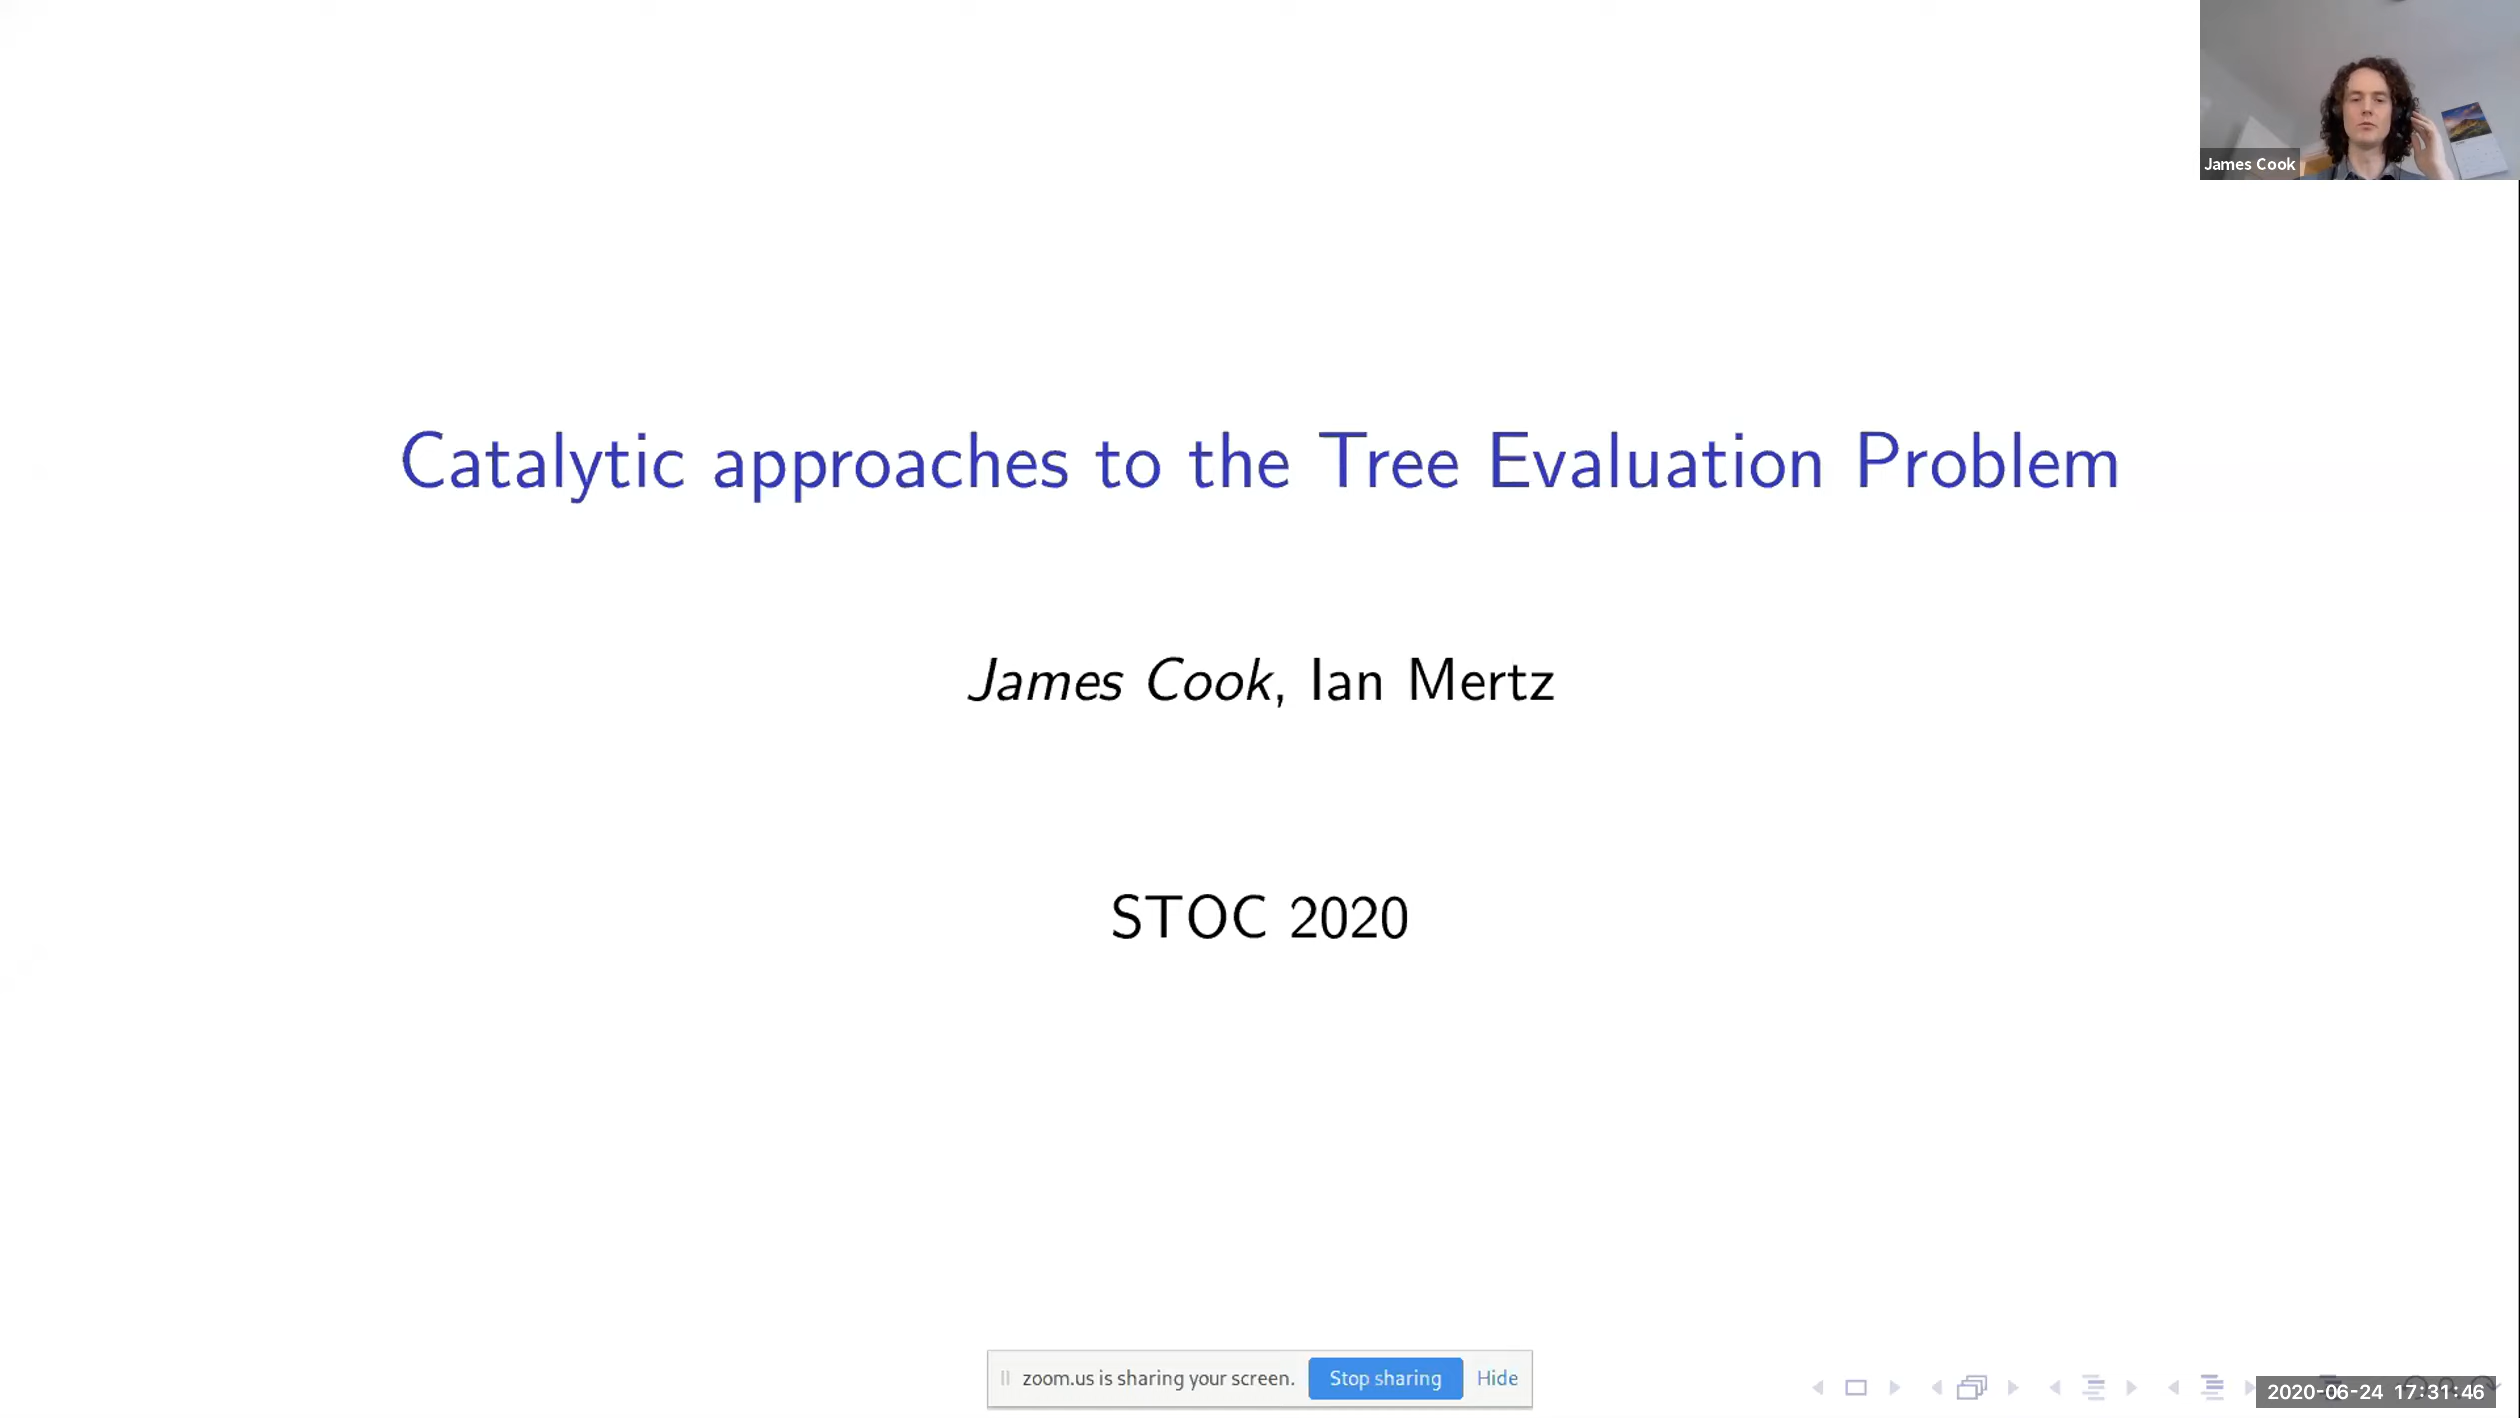 James Cook
Catalytic approaches to the Tree Evaluation Problem
James Cook, Ian Mertz
STOC 2020
zoom.us is sharing your screen. Stop sharing Hide
2020-06-24 17:31:46